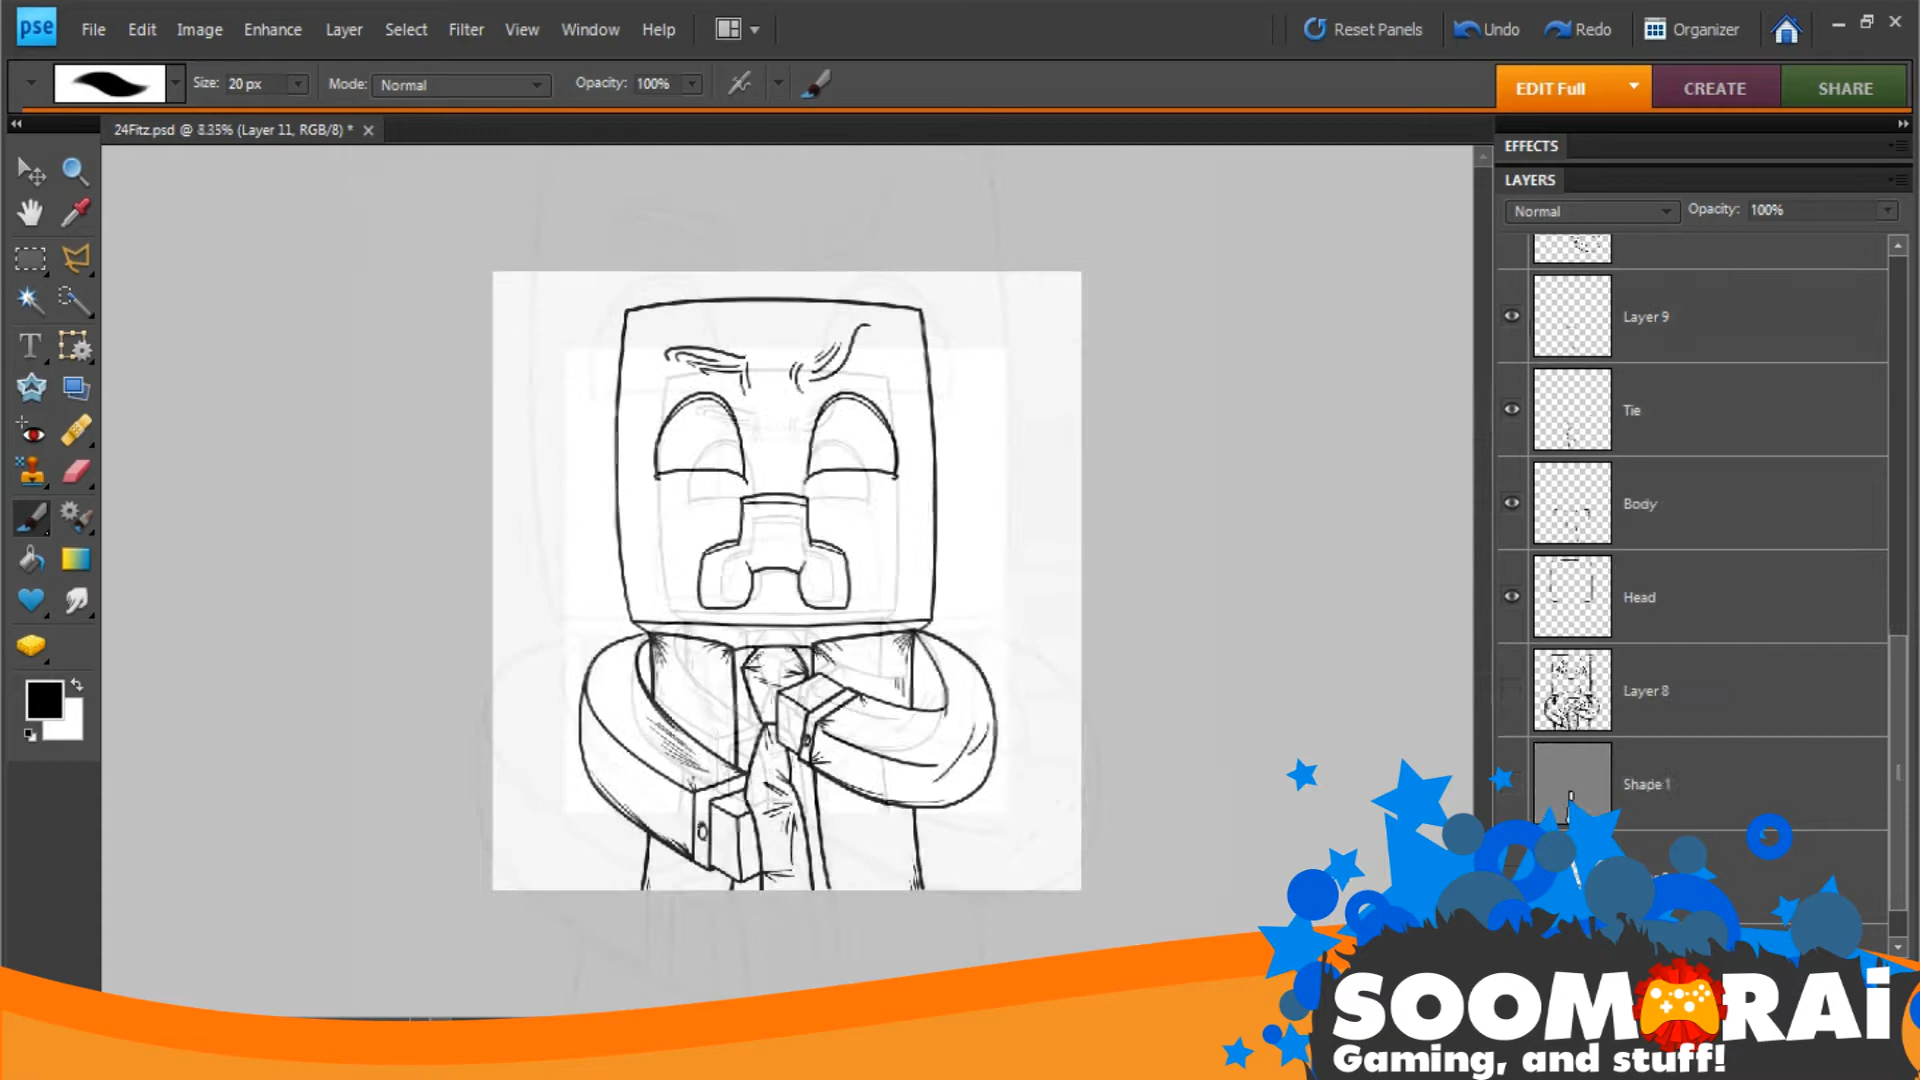 pse File Edit Image Enhance Layer Select Filter View Window Help Reset Panels Undo Redo Organizer
Size: 20 px Mode: Normal Opacity: 100% EDIT Full CREATE SHARE
24Fitz.psd @ 8.35% (Layer 11, RGB/8) *
EFFECTS
LAYERS
Normal Opacity: 100%
Layer 9
Tie
Body
Head
Layer 8
Shape 1
SOOMORAi
Gaming, and stuff!